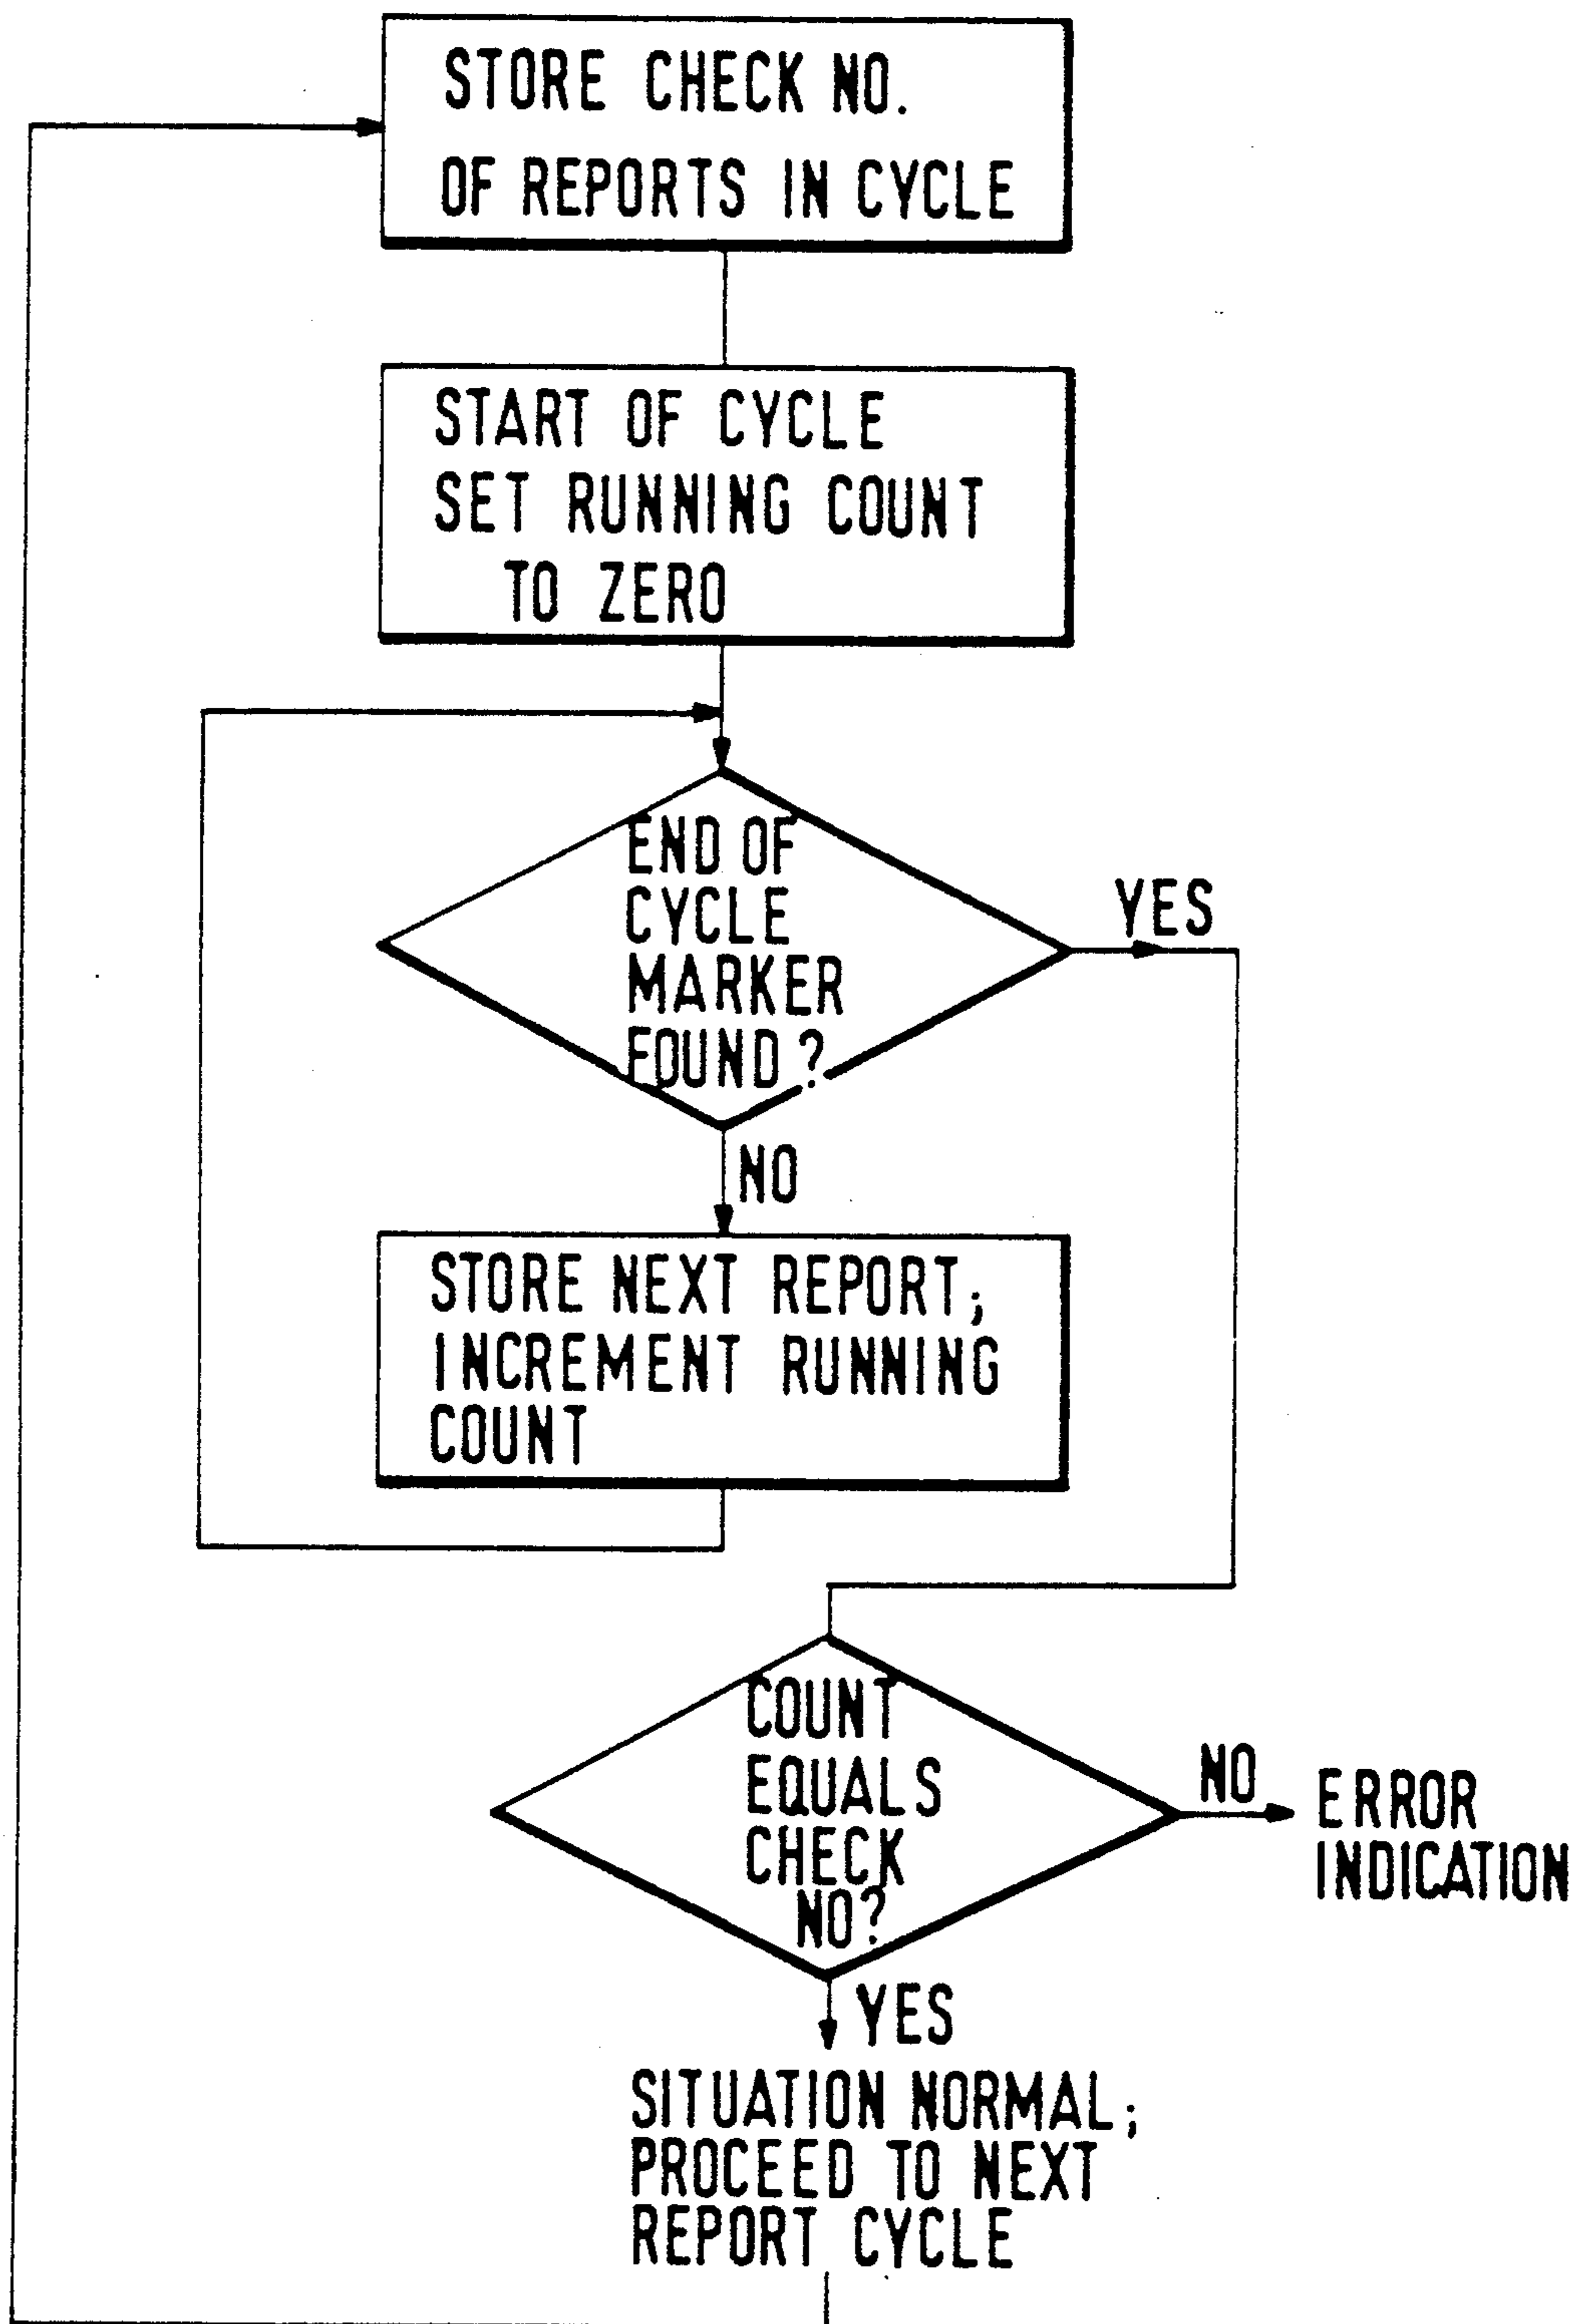 STORE CHECK NO.
OF REPORTS IN CYCLE
START OF CYCLE
SET RUNNING COUNT
TO ZERO
END OF
CYCLE
MARKER
FOUND?
YES
NO
STORE NEXT REPORT;
INCREMENT RUNNING
COUNT
COUNT
EQUALS
CHECK
NO?
NO
ERROR
INDICATION
YES
SITUATION NORMAL;
PROCEED TO NEXT
REPORT CYCLE